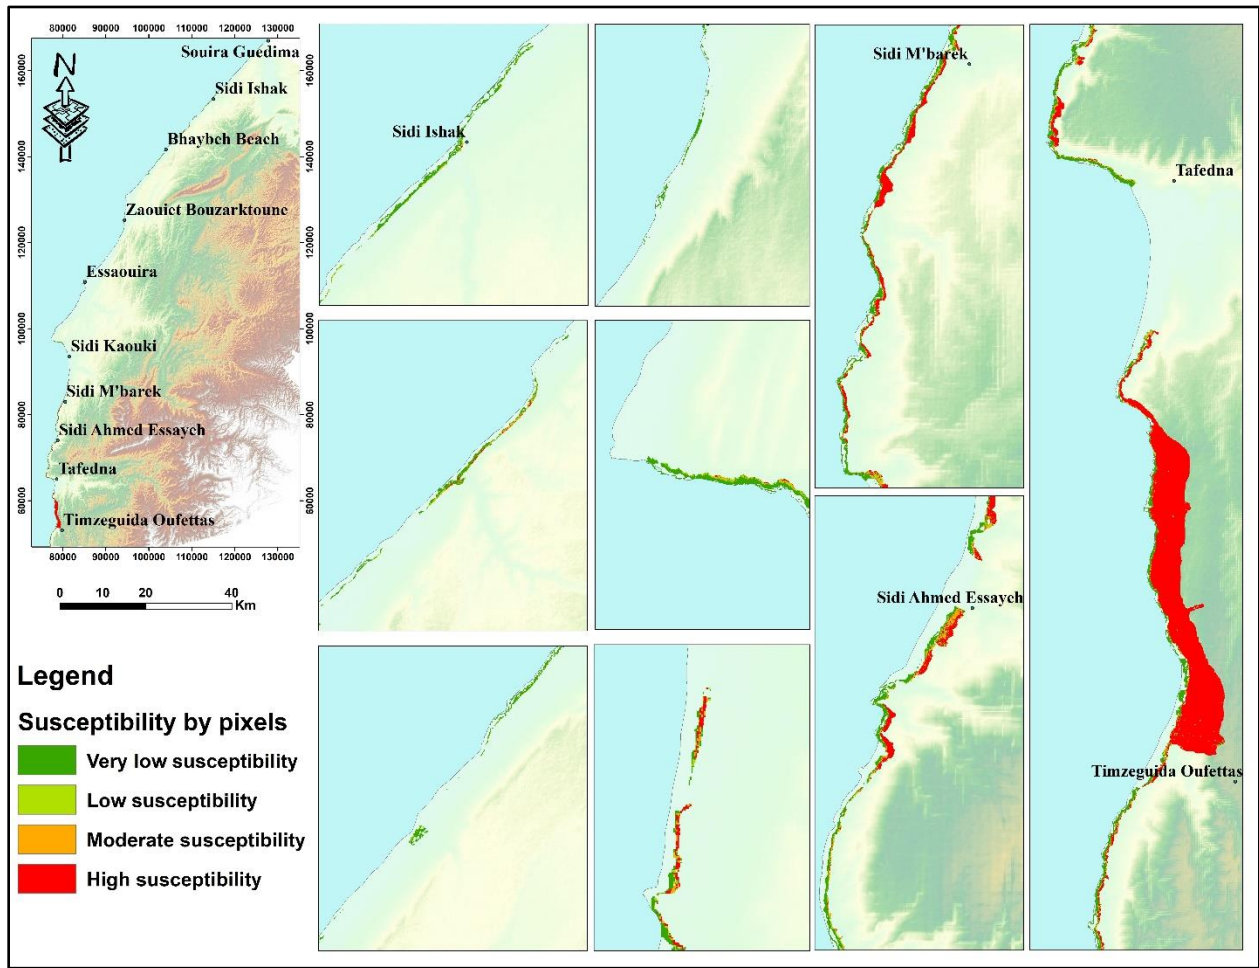 Souira Guedima
N
Sidi Ishak
Bhaybeh Beach
Zaouiet Bouzarktoune
Essaouira
Sidi Kaouki
Sidi M'barek
Sidi Ahmed Essayeh
Tafedna
Timzeguida Oufettas
160000
140000
120000
100000
80000
60000
160000
140000
120000
100000
80000
60000
80000 90000 100000 110000 120000 130000
80000 90000 100000 110000 120000 130000
0 10 20 40
Km
Legend
Susceptibility by pixels
Very low susceptibility
Low susceptibility
Moderate susceptibility
High susceptibility
Sidi Ishak
Sidi M'barek
Sidi Ahmed Essayeh
Tafedna
Timzeguida Oufettas